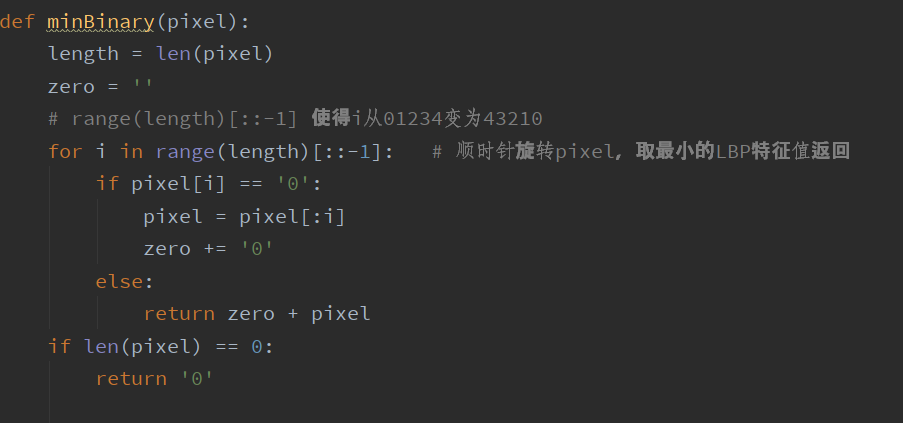 def minBinary(pixel):
    length = len(pixel)
    zero = ''
    # range(length)[::-1] 使得i从01234变为43210
    for i in range(length)[::-1]:   # 顺时针旋转pixel，取最小的LBP特征值返回
        if pixel[i] == '0':
            pixel = pixel[:i]
            zero += '0'
        else:
            return zero + pixel
    if len(pixel) == 0:
        return '0'